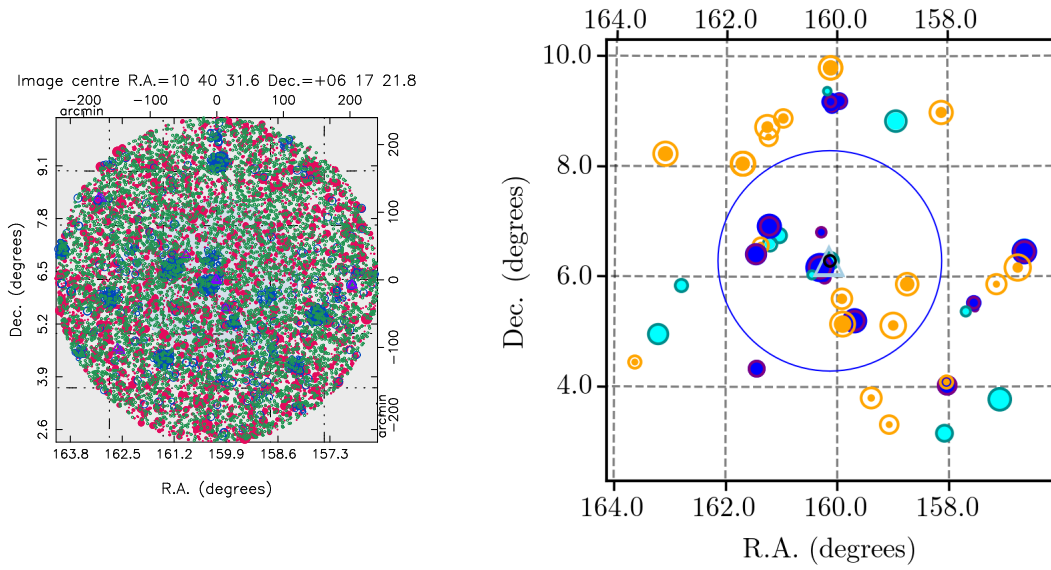 Image centre R.A.=10 40 31.6 Dec.=+06 17 21.8
−200 −100 0 100 200
arcmin
9.1
7.8
6.5
5.2
3.9
2.6
Dec. (degrees)
200
100
0
−100
−200
arcmin
163.8 162.5 161.2 159.9 158.6 157.3
R.A. (degrees)
164.0 162.0 160.0 158.0
10.0
8.0
6.0
4.0
Dec. (degrees)
164.0 162.0 160.0 158.0
R.A. (degrees)